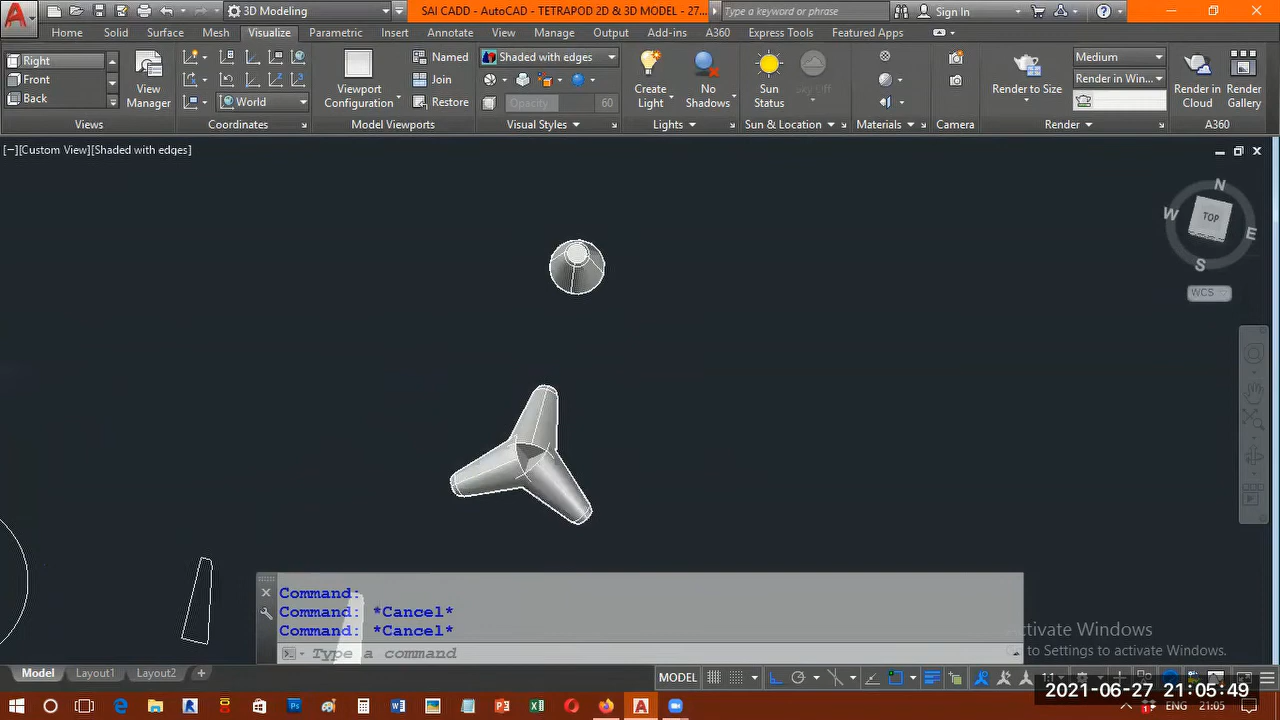 3D Modeling
SAI CADD - AutoCAD - TETRAPOD 2D & 3D MODEL - 27...
Type a keyword or phrase
Sign In
Home
Solid
Surface
Mesh
Visualize
Parametric
Insert
Annotate
View
Manage
Output
Add-ins
A360
Express Tools
Featured Apps
Right
Front
Back
View
Manager
World
Viewport
Configuration
Named
Join
Restore
Shaded with edges
Opacity
60
Create
Light
No
Shadows
Sun
Status
Sky Off
Render to Size
Medium
Render in Win...
Render in
Cloud
Render
Gallery
Views
Coordinates
Model Viewports
Visual Styles
Lights
Sun & Location
Materials
Camera
Render
A360
[−][Custom View][Shaded with edges]
N
W
TOP
E
S
WCS
Command:
Command: *Cancel*
Command: *Cancel*
Type a command
ctivate Windows
to Settings to activate Windows.
Model
Layout1
Layout2
+
MODEL
1:1
2021-06-27 21:05:49
ENG
21:05